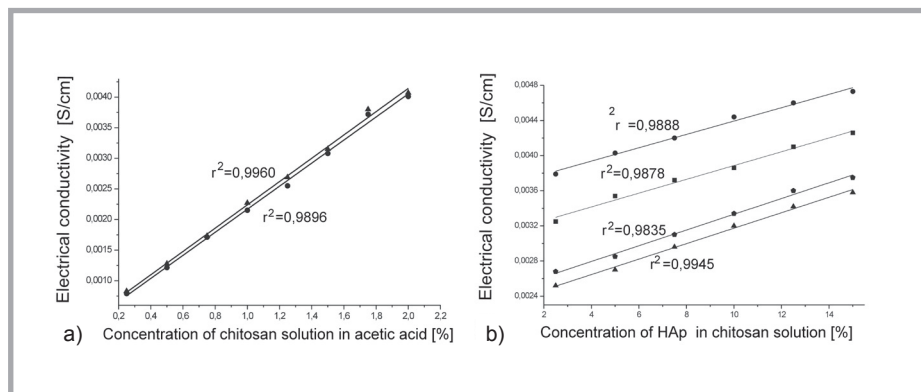 Electrical conductivity [S/cm]
0,0040
0,0035
0,0030
0,0025
0,0020
0,0015
0,0010
r²=0,9960
r²=0,9896
0,2 0,4 0,6 0,8 1,0 1,2 1,4 1,6 1,8 2,0 2,2
a) Concentration of chitosan solution in acetic acid [%]
Electrical conductivity [S/cm]
0,0048
0,0044
0,0040
0,0036
0,0032
0,0028
0,0024
2
r =0,9888
r²=0,9878
r²=0,9835
r²=0,9945
2 4 6 8 10 12 14
b) Concentration of HAp in chitosan solution [%]